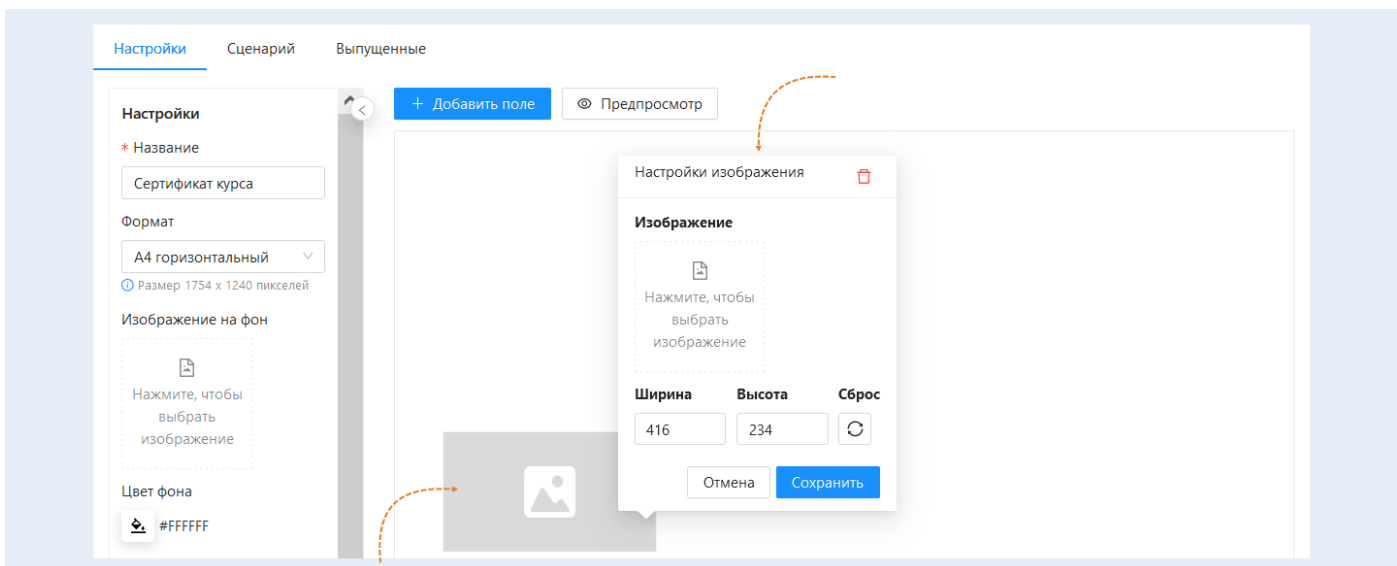 Настройки Сценарий Выпущенные
Настройки
* Название
Сертификат курса
Формат
A4 горизонтальный
Размер 1754 x 1240 пикселей
Изображение на фон
Нажмите, чтобы
выбрать
изображение
Цвет фона
#FFFFFF
+ Добавить поле Предпросмотр
Настройки изображения
Изображение
Нажмите, чтобы
выбрать
изображение
Ширина Высота Сброс
416 234
Отмена Сохранить